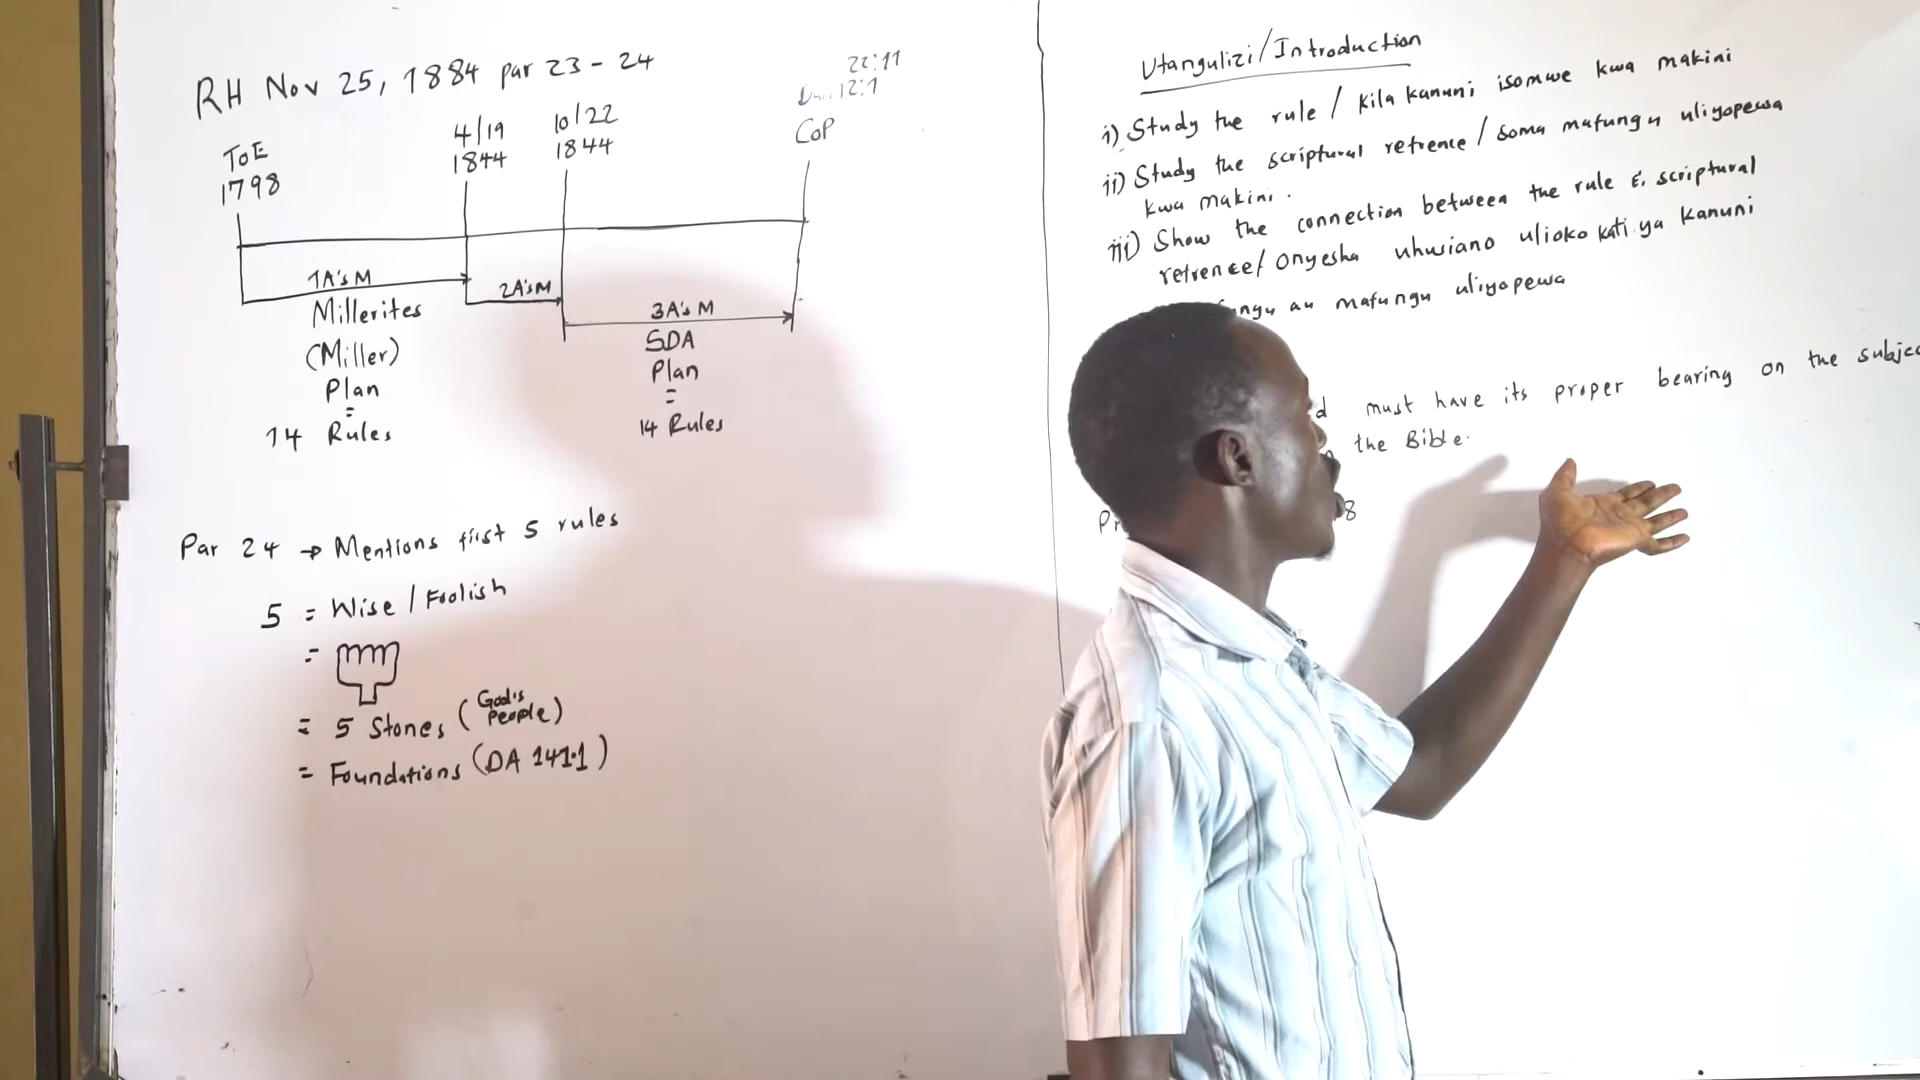 RH Nov 25, 1884 par 23 - 24
ToE
1798
4/19
1844
10/22
1844
22:11
12:1
CoP
1A's M
2A's M
3A's M
Millerites
(Miller)
Plan
=
14 Rules
SDA
Plan
=
14 Rules
Par 24 → Mentions first 5 rules
5 = Wise / Foolish
=
= 5 Stones (God's People)
= Foundations (DA 141.1)
Utangulizi/Introduction
i) Study the rule / Kila kanuni isomwe kwa makini
ii) Study the scriptural refrence / soma mafungu uliyopewa
kwa makini.
iii) Show the connection between the rule & scriptural
refrence/ Onyesha uhusiano ulioko kati ya kanuni
au mafungu uliyopewa
must have its proper bearing on the
the Bible.
8